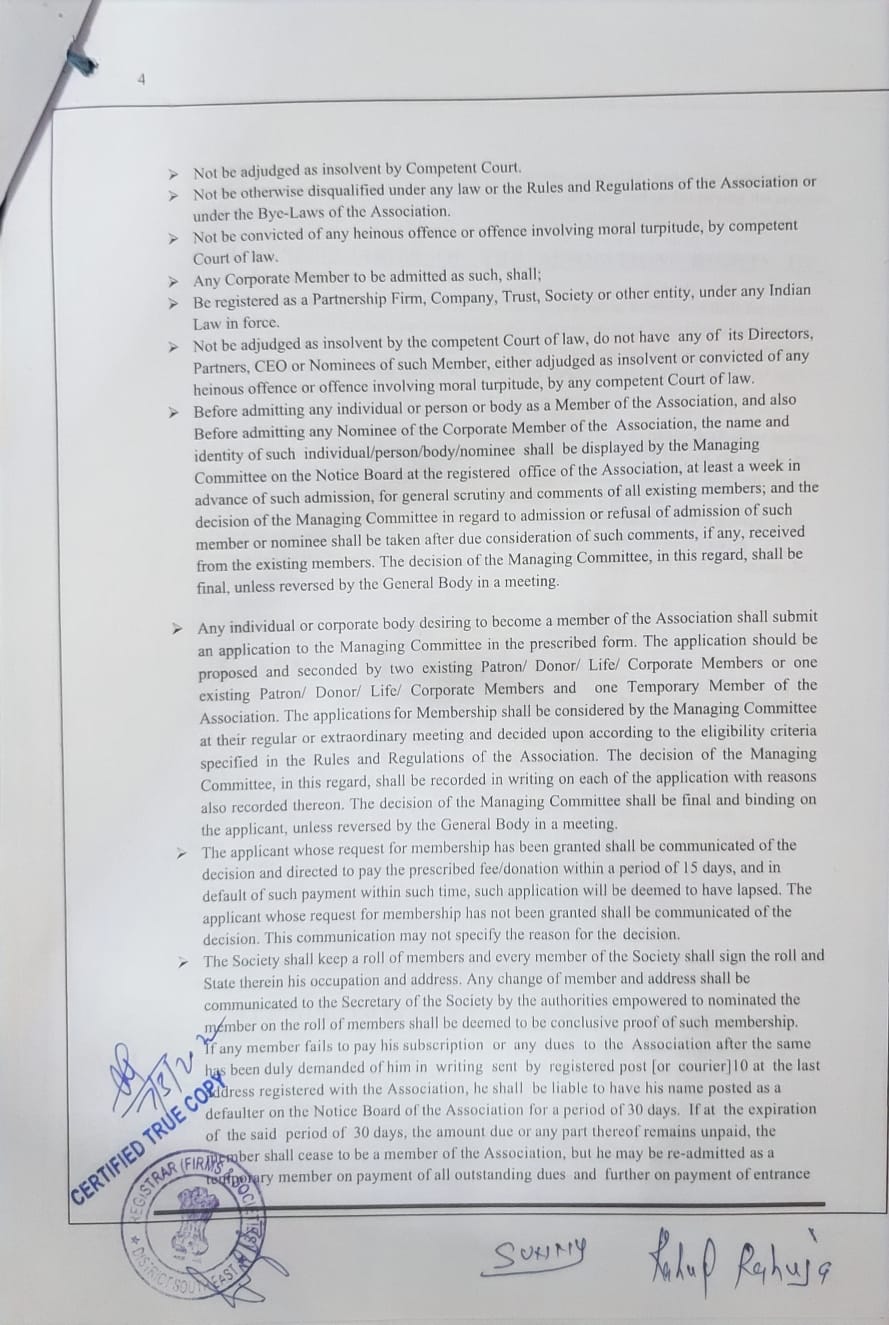 4
➢ Not be adjudged as insolvent by Competent Court.
➢ Not be otherwise disqualified under any law or the Rules and Regulations of the Association or
under the Bye-Laws of the Association.
➢ Not be convicted of any heinous offence or offence involving moral turpitude, by competent
Court of law.
➢ Any Corporate Member to be admitted as such, shall;
➢ Be registered as a Partnership Firm, Company, Trust, Society or other entity, under any Indian
Law in force.
➢ Not be adjudged as insolvent by the competent Court of law, do not have any of its Directors,
Partners, CEO or Nominees of such Member, either adjudged as insolvent or convicted of any
heinous offence or offence involving moral turpitude, by any competent Court of law.
➢ Before admitting any individual or person or body as a Member of the Association, and also
Before admitting any Nominee of the Corporate Member of the Association, the name and
identity of such individual/person/body/nominee shall be displayed by the Managing
Committee on the Notice Board at the registered office of the Association, at least a week in
advance of such admission, for general scrutiny and comments of all existing members; and the
decision of the Managing Committee in regard to admission or refusal of admission of such
member or nominee shall be taken after due consideration of such comments, if any, received
from the existing members. The decision of the Managing Committee, in this regard, shall be
final, unless reversed by the General Body in a meeting.
➢ Any individual or corporate body desiring to become a member of the Association shall submit
an application to the Managing Committee in the prescribed form. The application should be
proposed and seconded by two existing Patron/ Donor/ Life/ Corporate Members or one
existing Patron/ Donor/ Life/ Corporate Members and one Temporary Member of the
Association. The applications for Membership shall be considered by the Managing Committee
at their regular or extraordinary meeting and decided upon according to the eligibility criteria
specified in the Rules and Regulations of the Association. The decision of the Managing
Committee, in this regard, shall be recorded in writing on each of the application with reasons
also recorded thereon. The decision of the Managing Committee shall be final and binding on
the applicant, unless reversed by the General Body in a meeting.
➢ The applicant whose request for membership has been granted shall be communicated of the
decision and directed to pay the prescribed fee/donation within a period of 15 days, and in
default of such payment within such time, such application will be deemed to have lapsed. The
applicant whose request for membership has not been granted shall be communicated of the
decision. This communication may not specify the reason for the decision.
➢ The Society shall keep a roll of members and every member of the Society shall sign the roll and
State therein his occupation and address. Any change of member and address shall be
communicated to the Secretary of the Society by the authorities empowered to nominated the
member on the roll of members shall be deemed to be conclusive proof of such membership.
If any member fails to pay his subscription or any dues to the Association after the same
has been duly demanded of him in writing sent by registered post [or courier]10 at the last
address registered with the Association, he shall be liable to have his name posted as a
defaulter on the Notice Board of the Association for a period of 30 days. If at the expiration
of the said period of 30 days, the amount due or any part thereof remains unpaid, the
member shall cease to be a member of the Association, but he may be re-admitted as a
temporary member on payment of all outstanding dues and further on payment of entrance
CERTIFIED TRUE COPY
REGISTRAR (FIRMS & SOCIETIES)
DISTRICT SOUTH EAST
SUNNY
Rahul Rahuja